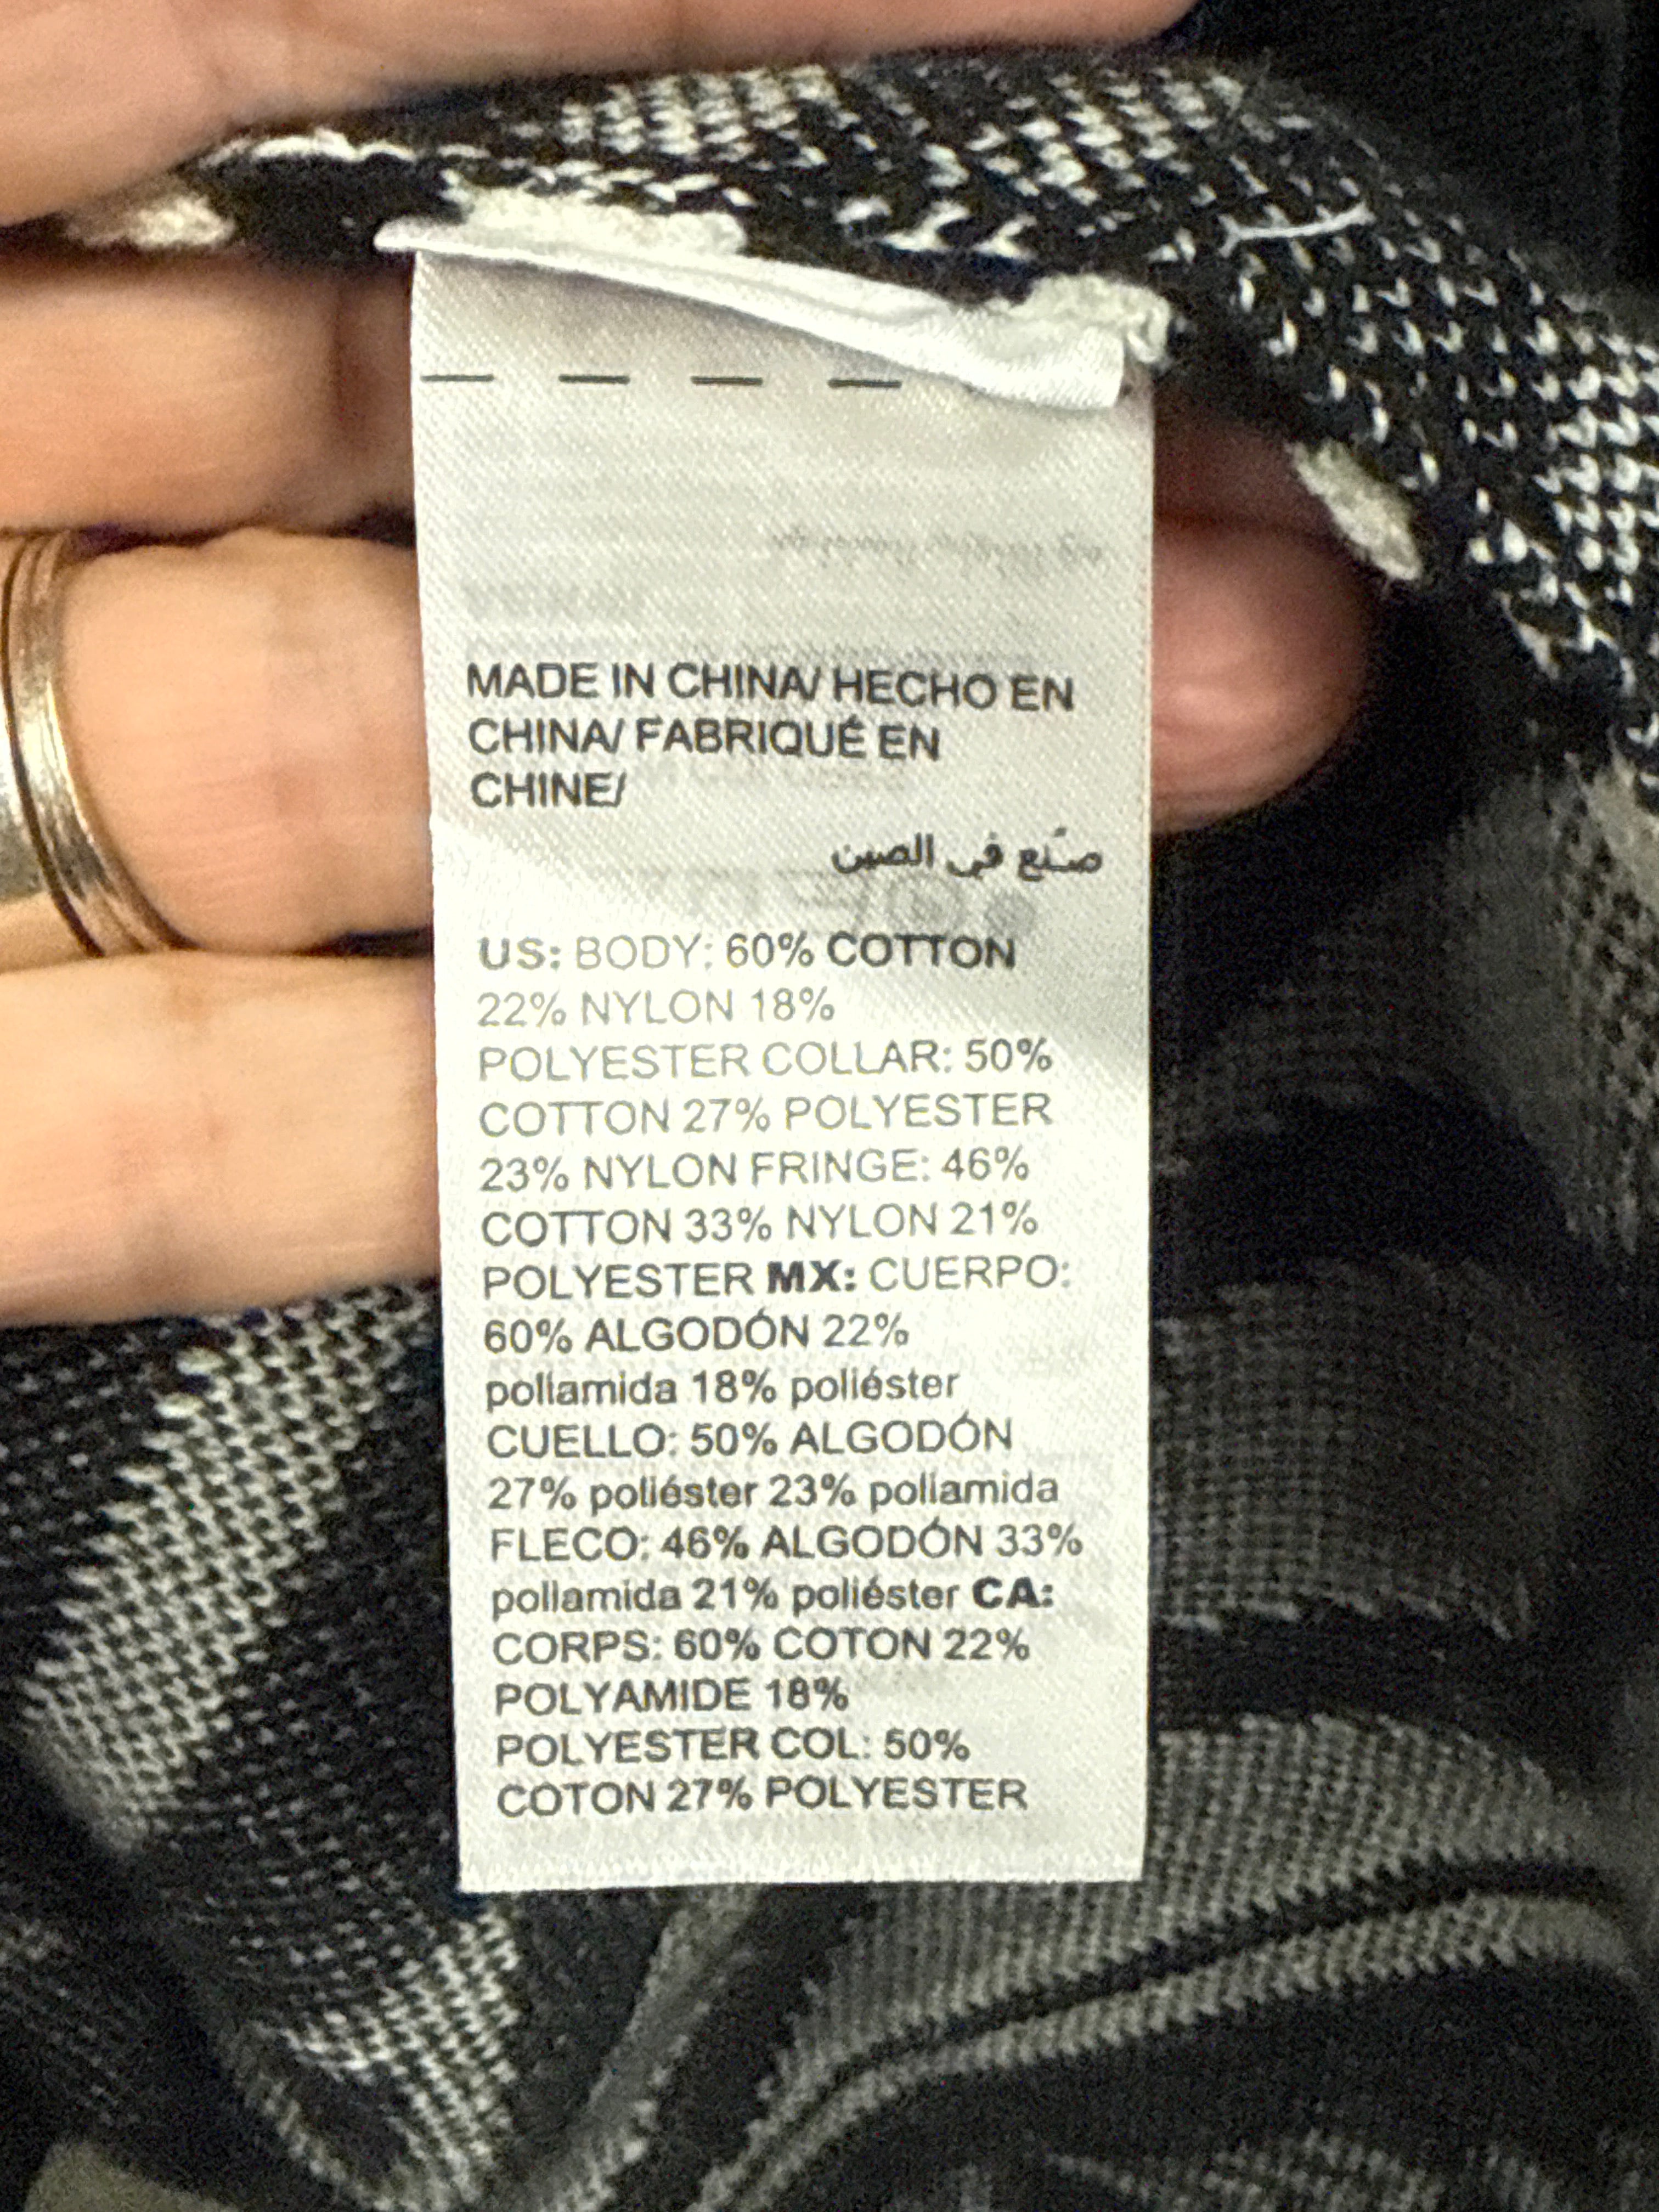 MADE IN CHINA/ HECHO EN
CHINA/ FABRIQUÉ EN
CHINE/
صنّع في الصين
US: BODY: 60% COTTON
22% NYLON 18%
POLYESTER COLLAR: 50%
COTTON 27% POLYESTER
23% NYLON FRINGE: 46%
COTTON 33% NYLON 21%
POLYESTER MX: CUERPO:
60% ALGODÓN 22%
poliamida 18% poliéster
CUELLO: 50% ALGODÓN
27% poliéster 23% poliamida
FLECO: 46% ALGODÓN 33%
poliamida 21% poliéster CA:
CORPS: 60% COTON 22%
POLYAMIDE 18%
POLYESTER COL: 50%
COTON 27% POLYESTER